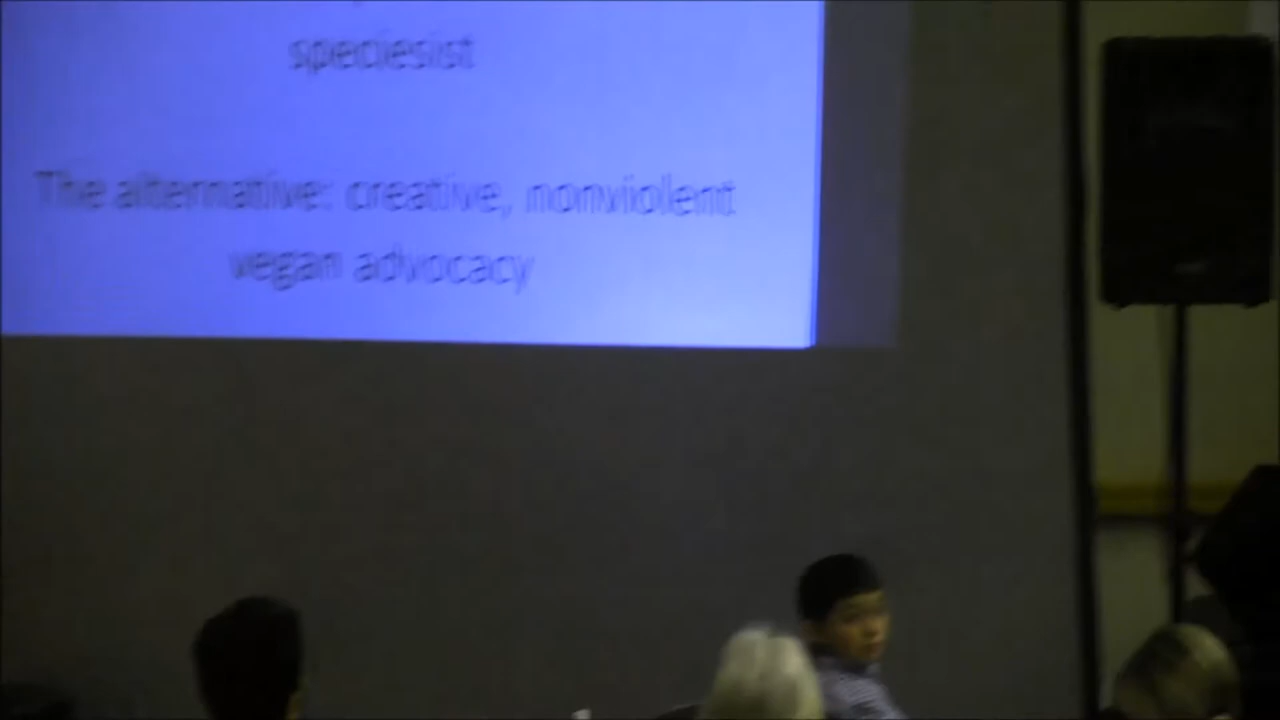 speciesist
The alternative: creative, nonviolent
vegan advocacy